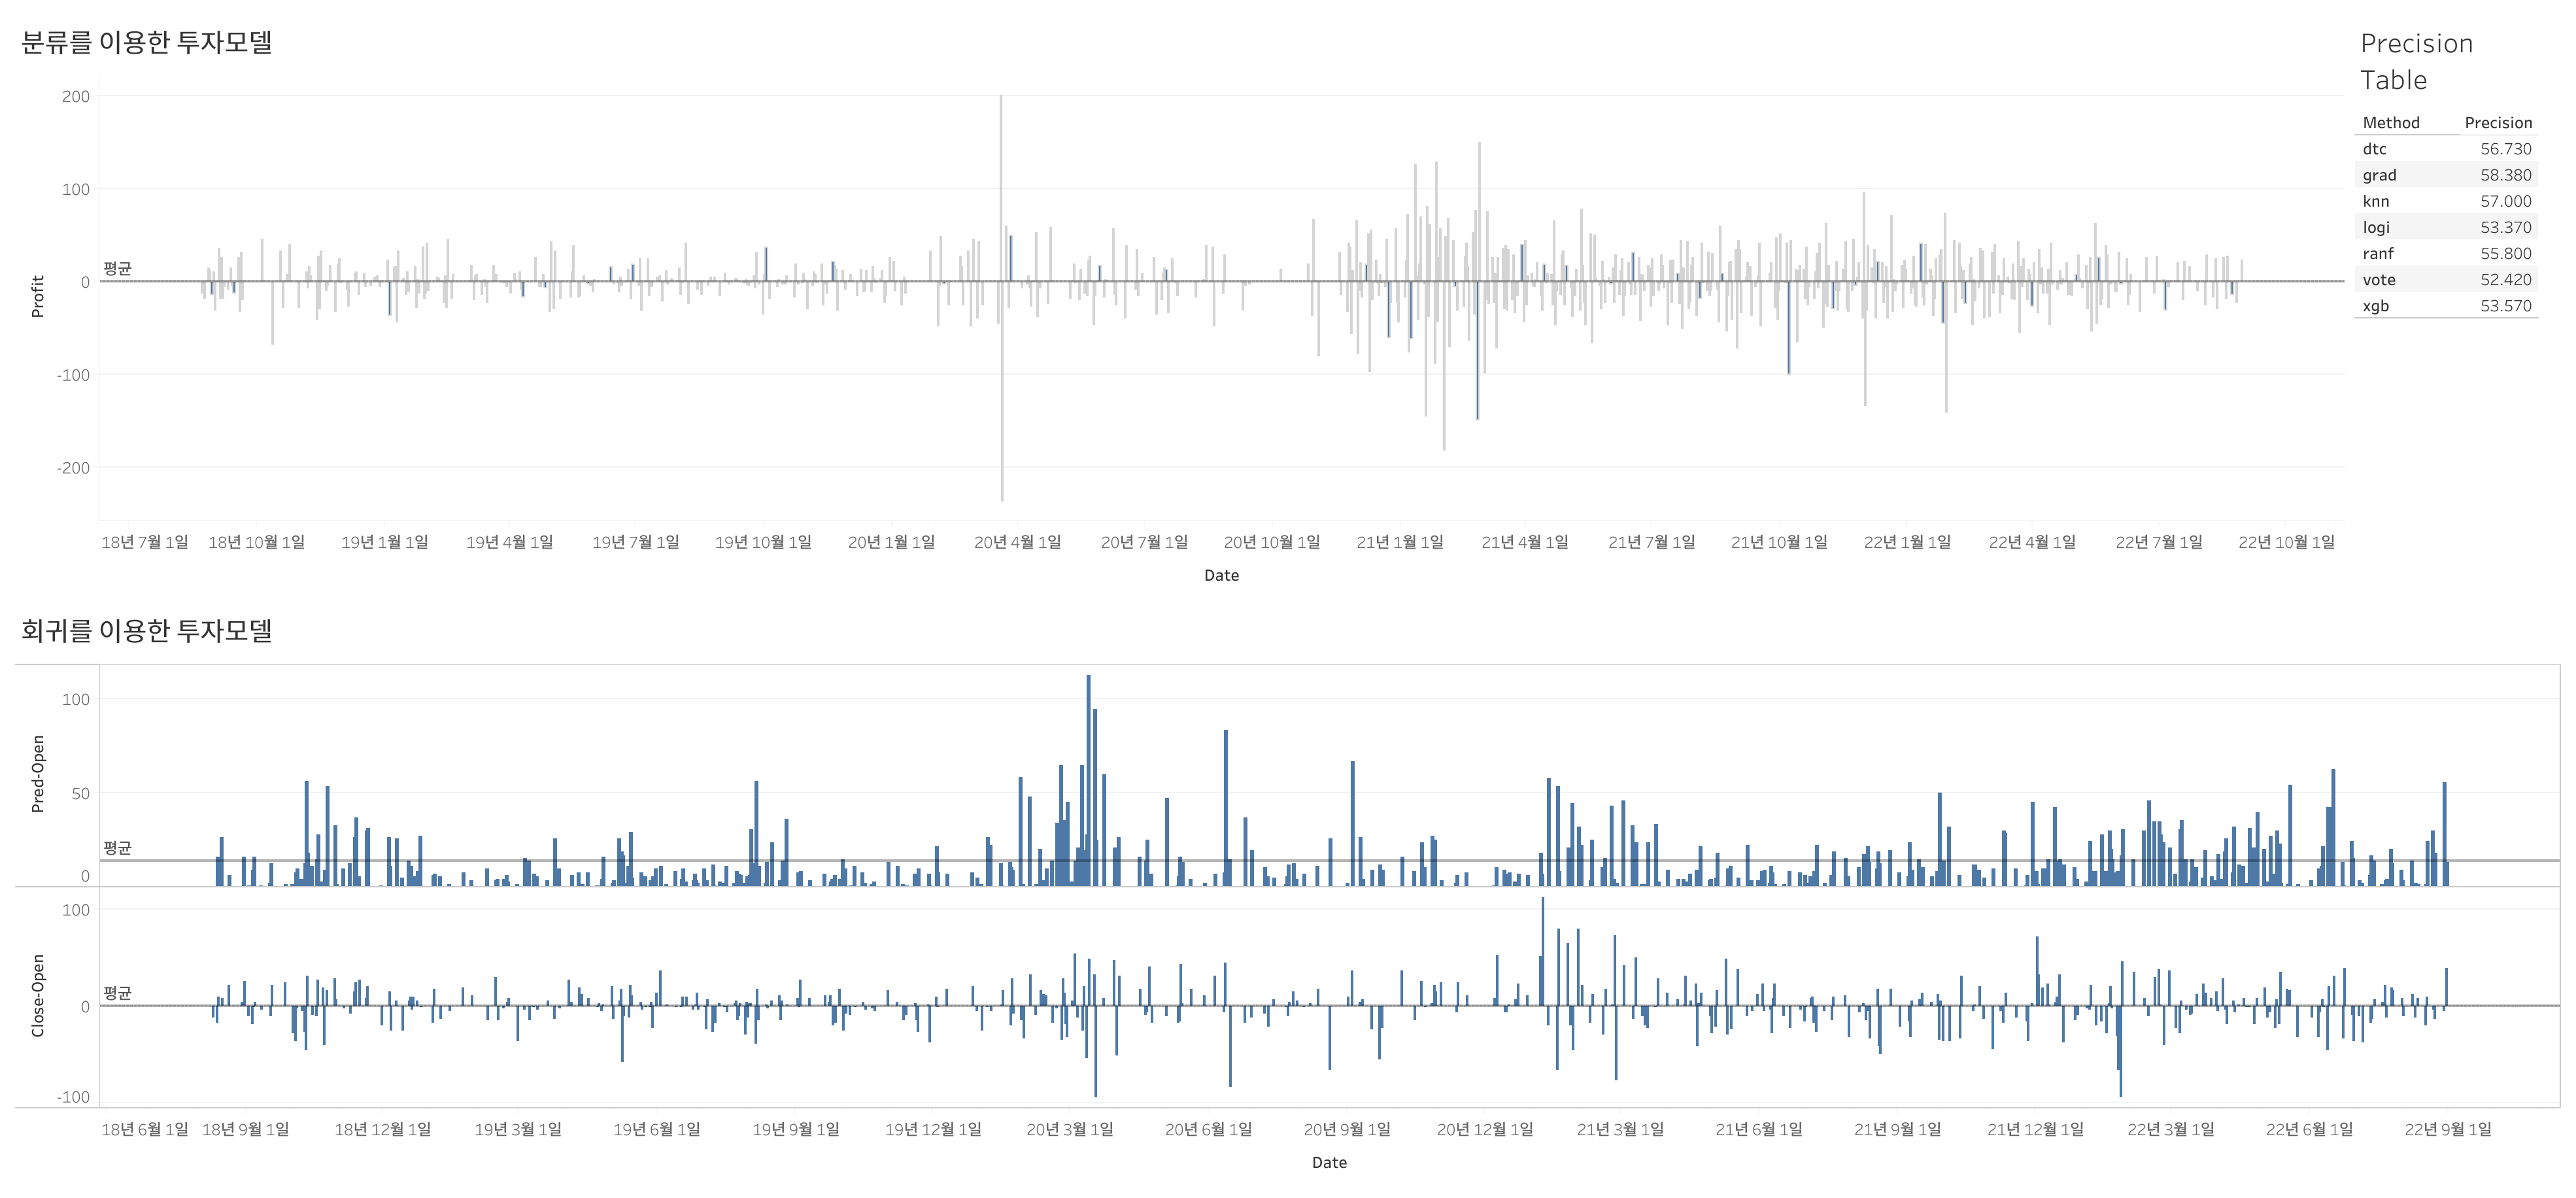 분류를 이용한 투자모델
200
100
0
-100
-200
평균
Profit
18년 7월 1일 18년 10월 1일 19년 1월 1일 19년 4월 1일 19년 7월 1일 19년 10월 1일 20년 1월 1일 20년 4월 1일 20년 7월 1일 20년 10월 1일 21년 1월 1일 21년 4월 1일 21년 7월 1일 21년 10월 1일 22년 1월 1일 22년 4월 1일 22년 7월 1일 22년 10월 1일
Date
Precision
Table
Method Precision
dtc 56.730
grad 58.380
knn 57.000
logi 53.370
ranf 55.800
vote 52.420
xgb 53.570
회귀를 이용한 투자모델
100
50
평균
0
Pred-Open
100
평균
0
-100
Close-Open
18년 6월 1일 18년 9월 1일 18년 12월 1일 19년 3월 1일 19년 6월 1일 19년 9월 1일 19년 12월 1일 20년 3월 1일 20년 6월 1일 20년 9월 1일 20년 12월 1일 21년 3월 1일 21년 6월 1일 21년 9월 1일 21년 12월 1일 22년 3월 1일 22년 6월 1일 22년 9월 1일
Date